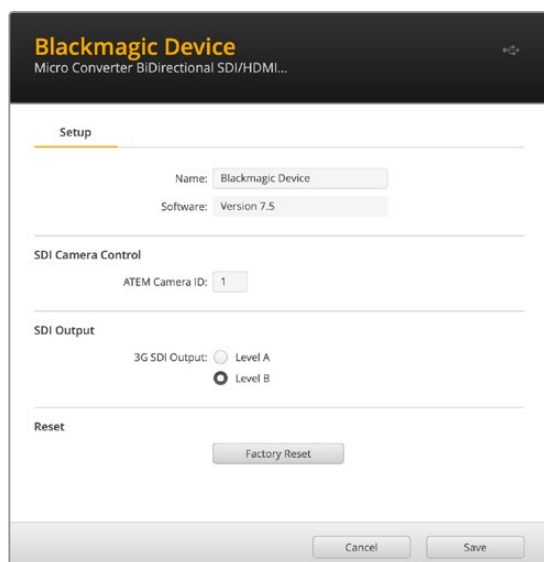 Blackmagic Device
Micro Converter BiDirectional SDI/HDMI...
Setup
Name: Blackmagic Device
Software: Version 7.5
SDI Camera Control
ATEM Camera ID: 1
SDI Output
3G SDI Output: Level A
Level B
Reset
Factory Reset
Cancel Save